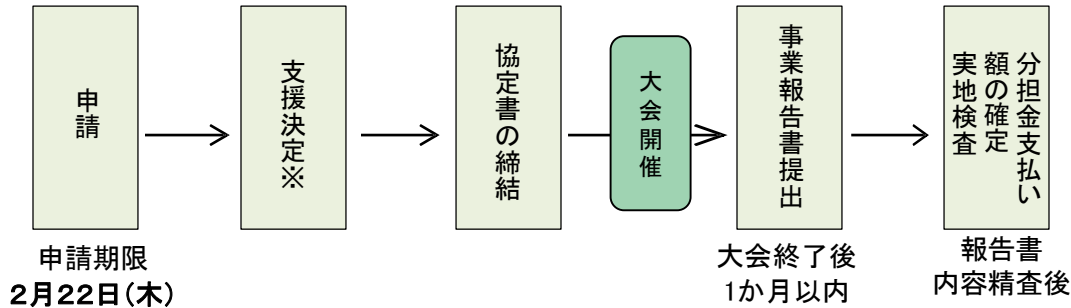 申請
支援決定※
協定書の締結
大会開催
事業報告書提出
分担金支払い
額の確定
実地検査
申請期限
2月22日(木)
大会終了後
1か月以内
報告書
内容精査後